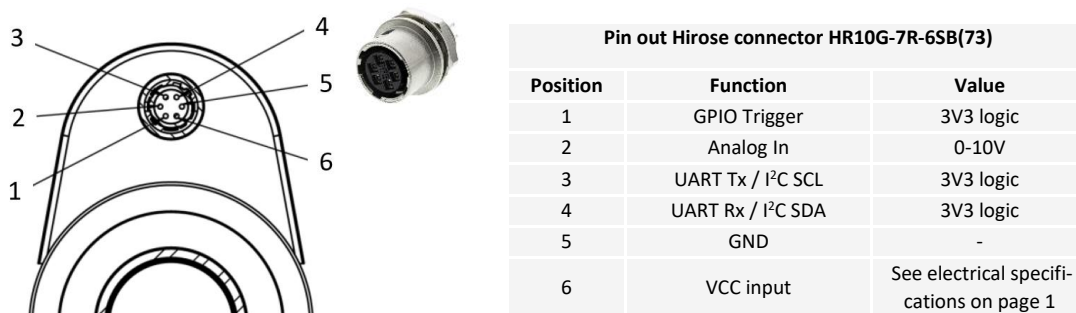 3
4
5
2
6
1
Pin out Hirose connector HR10G-7R-6SB(73)
Position Function Value
1 GPIO Trigger 3V3 logic
2 Analog In 0-10V
3 UART Tx / I²C SCL 3V3 logic
4 UART Rx / I²C SDA 3V3 logic
5 GND -
6 VCC input See electrical specifi-
cations on page 1